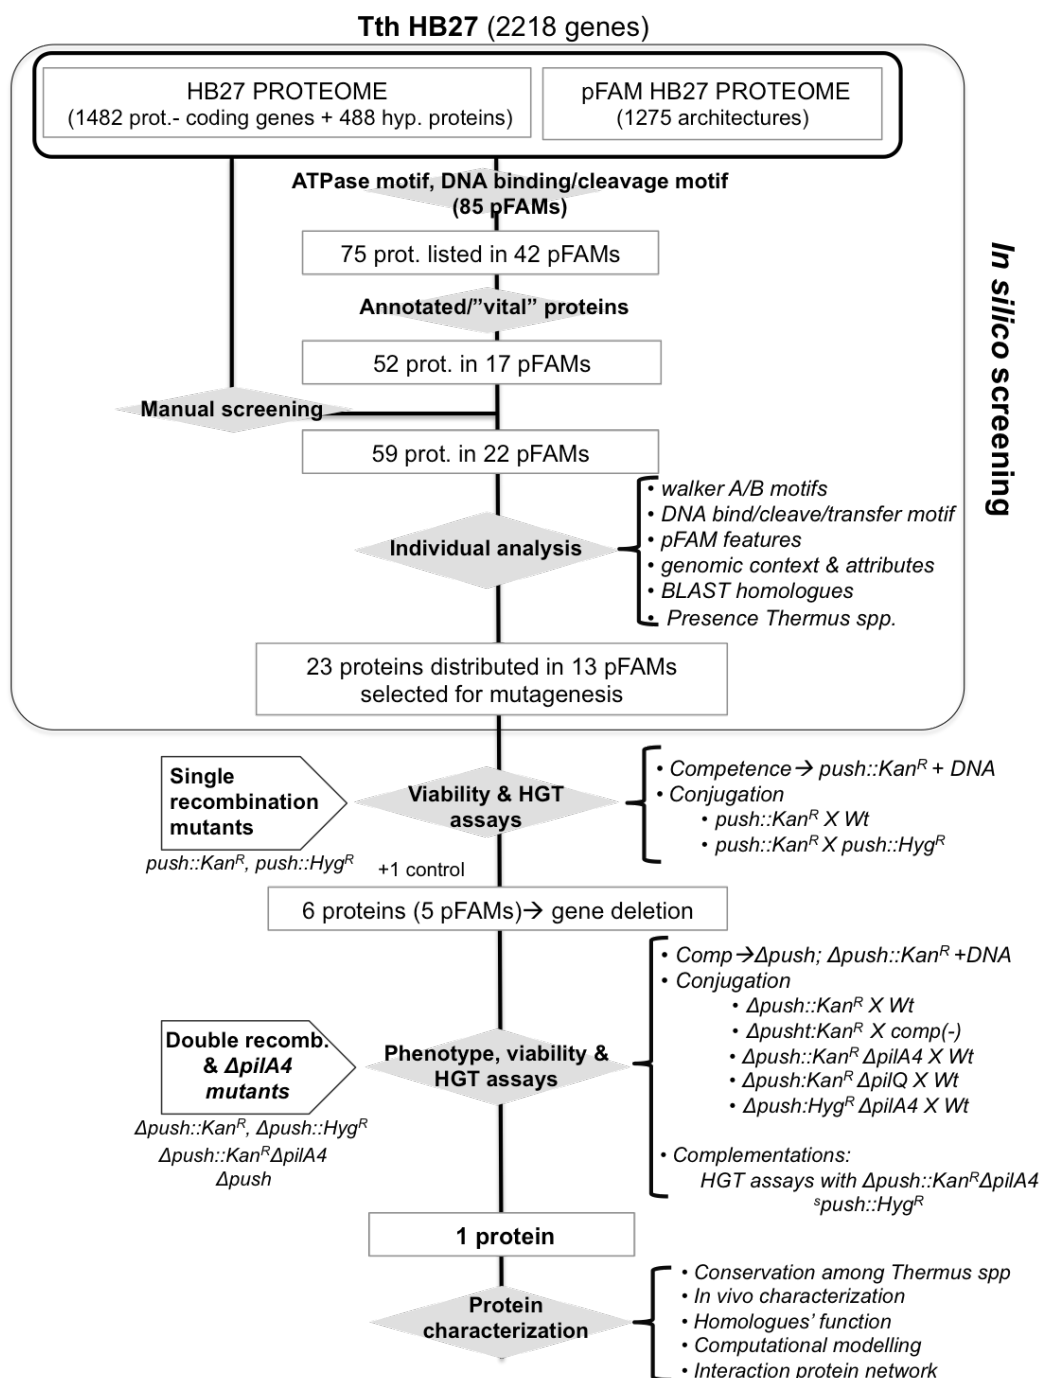 Tth HB27 (2218 genes)
HB27 PROTEOME
(1482 prot.- coding genes + 488 hyp. proteins)
pFAM HB27 PROTEOME
(1275 architectures)
ATPase motif, DNA binding/cleavage motif
(85 pFAMs)
75 prot. listed in 42 pFAMs
Annotated/”vital” proteins
52 prot. in 17 pFAMs
Manual screening
59 prot. in 22 pFAMs
In silico screening
• walker A/B motifs
• DNA bind/cleave/transfer motif
• pFAM features
• genomic context & attributes
• BLAST homologues
• Presence Thermus spp.
Individual analysis
23 proteins distributed in 13 pFAMs
selected for mutagenesis
Single
recombination
mutants
push::Kanᴿ, push::Hygᴿ
Viability & HGT
assays
• Competence→ push::Kanᴿ + DNA
• Conjugation
• push::Kanᴿ X Wt
• push::Kanᴿ X push::Hygᴿ
+1 control
6 proteins (5 pFAMs)→ gene deletion
Double recomb.
& ΔpilA4
mutants
Δpush::Kanᴿ, Δpush::Hygᴿ
Δpush::KanᴿΔpilA4
Δpush
Phenotype, viability &
HGT assays
• Comp→Δpush; Δpush::Kanᴿ +DNA
• Conjugation
• Δpush::Kanᴿ X Wt
• Δpusht:Kanᴿ X comp(-)
• Δpush::Kanᴿ ΔpilA4 X Wt
• Δpush:Kanᴿ ΔpilQ X Wt
• Δpush:Hygᴿ ΔpilA4 X Wt
• Complementations:
HGT assays with Δpush::KanᴿΔpilA4
ˢpush::Hygᴿ
1 protein
Protein
characterization
• Conservation among Thermus spp
• In vivo characterization
• Homologues’ function
• Computational modelling
• Interaction protein network